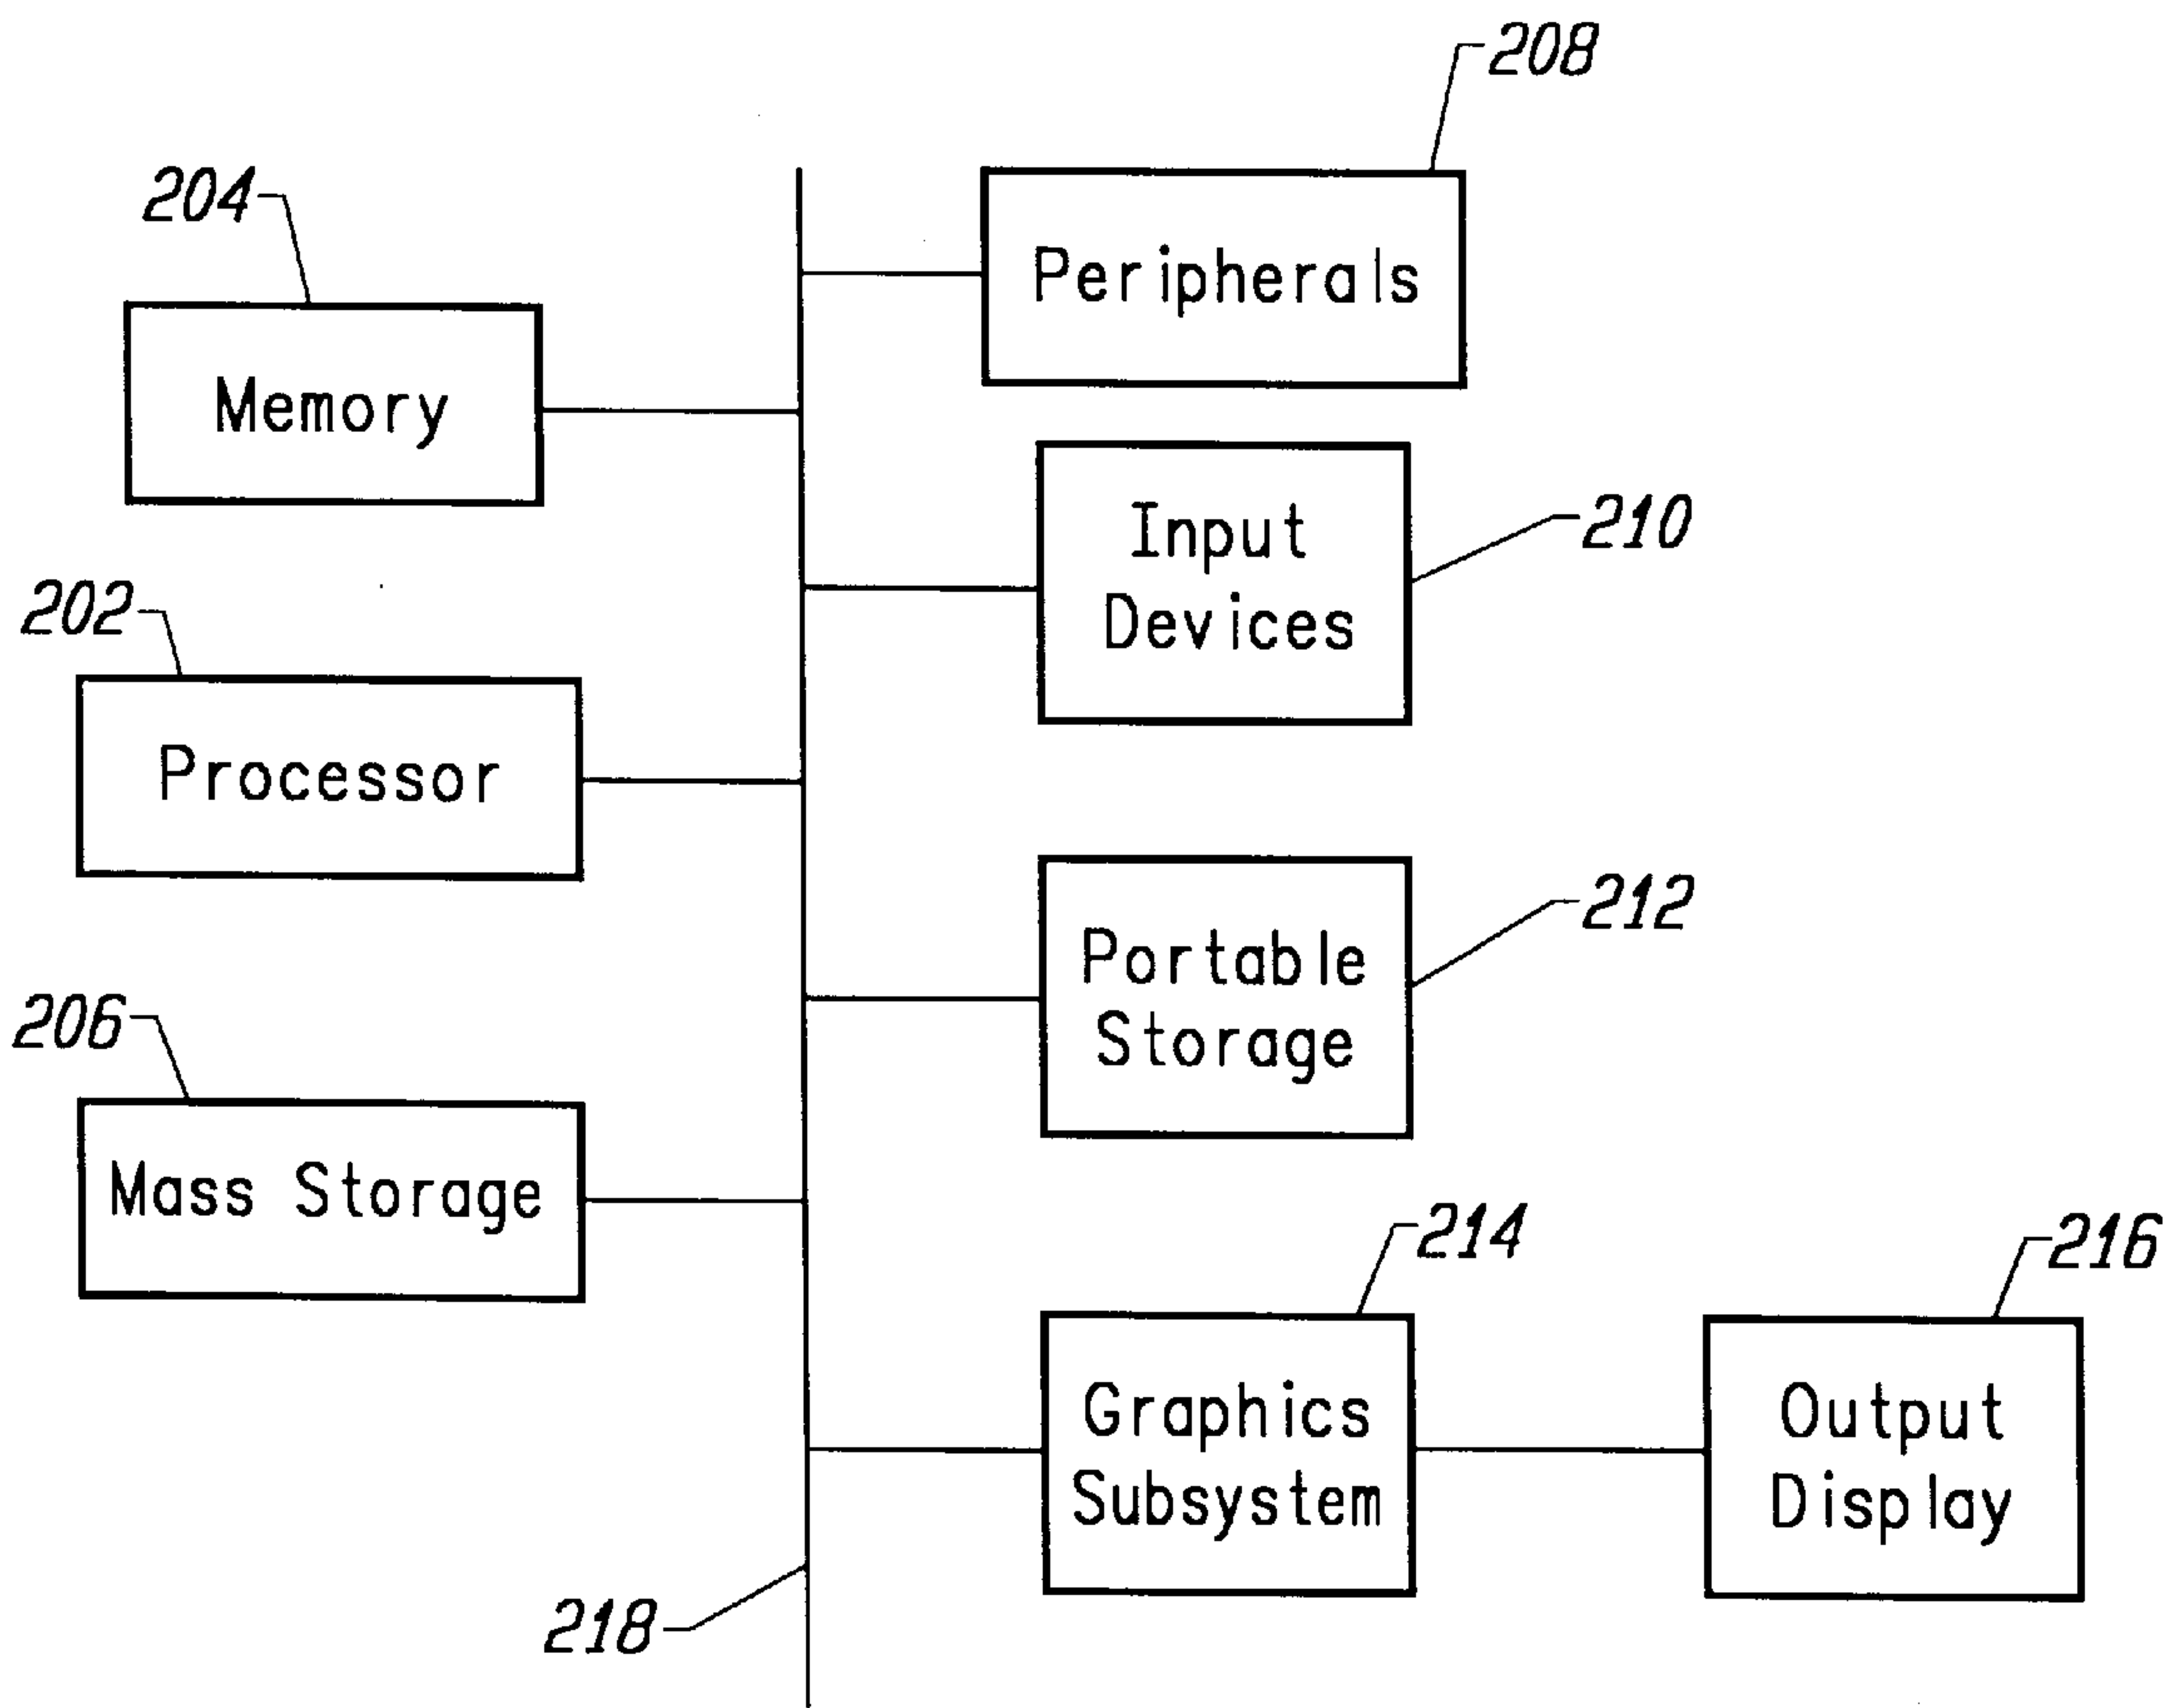 208
204
Peripherals
Memory
210
Input
Devices
202
Processor
212
Portable
Storage
206
Mass Storage
214
216
Graphics
Subsystem
Output
Display
218